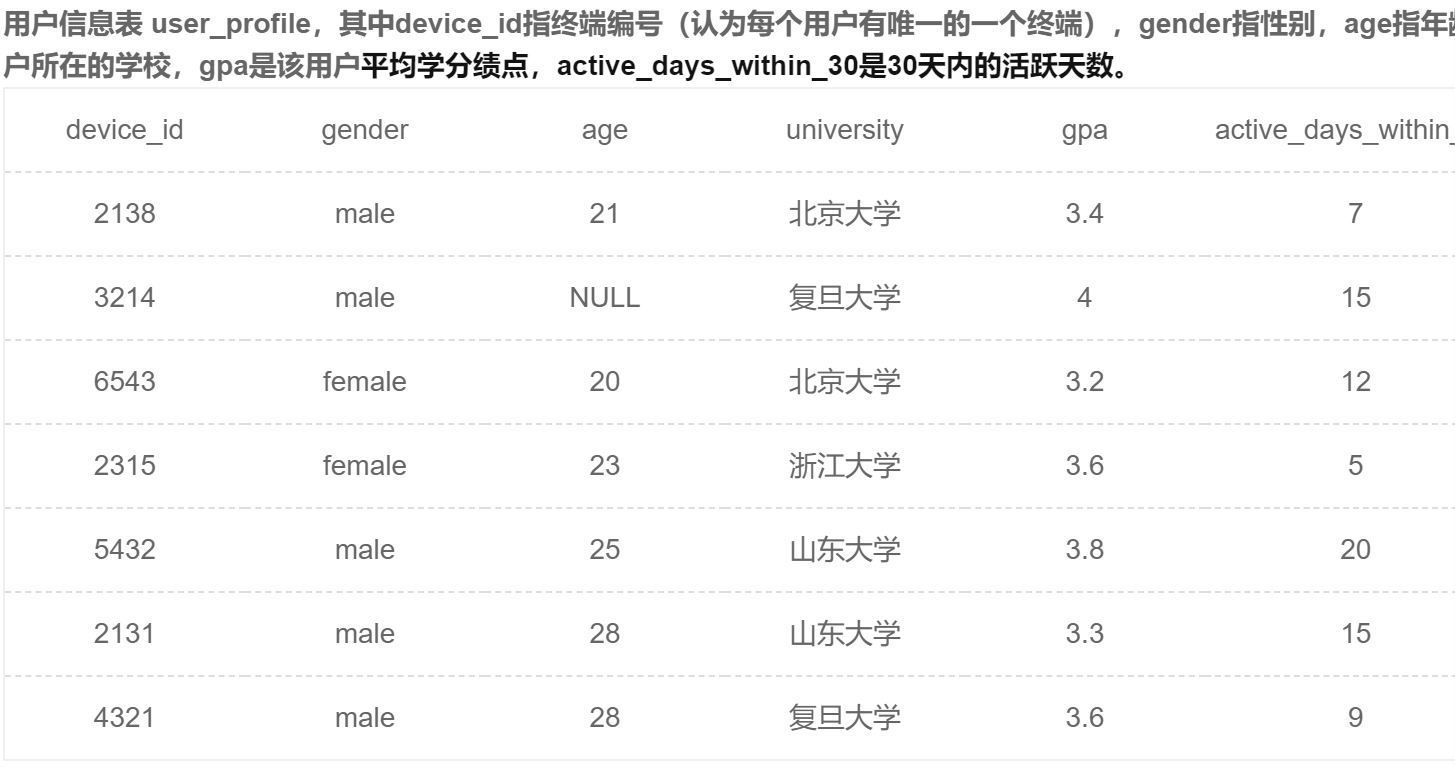 用户信息表 user_profile，其中device_id指终端编号（认为每个用户有唯一的一个终端），gender指性别，age指年
户所在的学校，gpa是该用户平均学分绩点，active_days_within_30是30天内的活跃天数。
device_id gender age university gpa active_days_within_
2138 male 21 北京大学 3.4 7
3214 male NULL 复旦大学 4 15
6543 female 20 北京大学 3.2 12
2315 female 23 浙江大学 3.6 5
5432 male 25 山东大学 3.8 20
2131 male 28 山东大学 3.3 15
4321 male 28 复旦大学 3.6 9